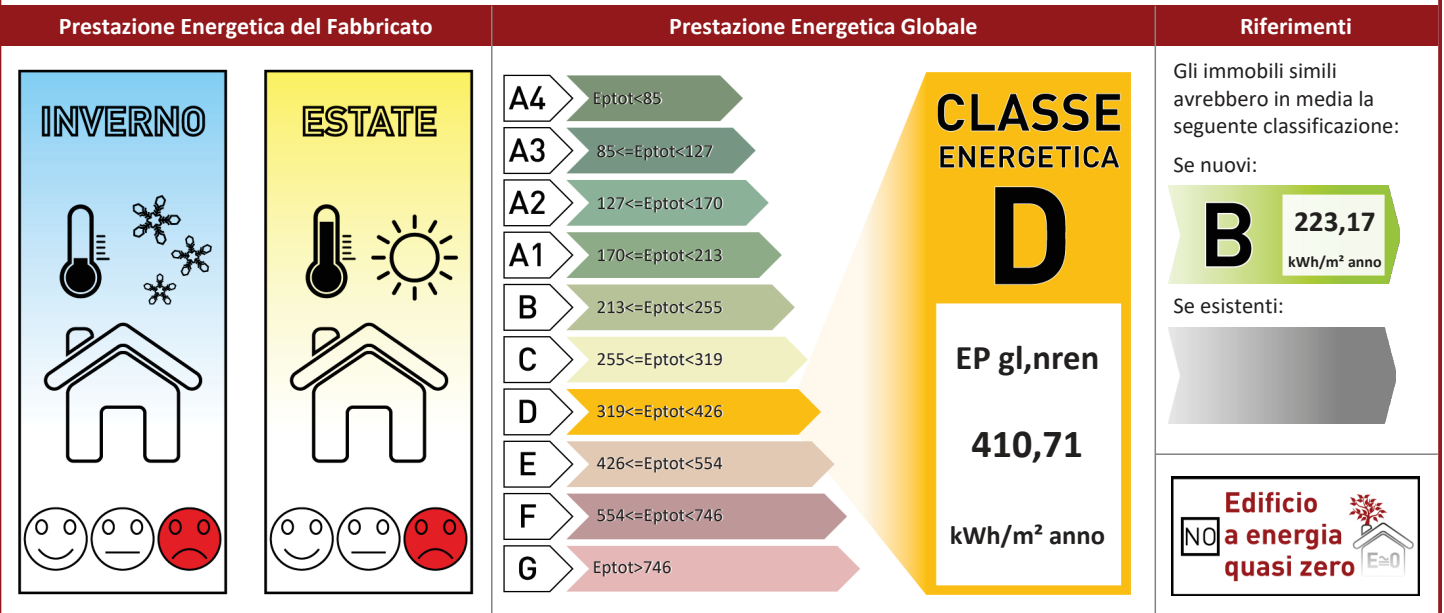 Prestazione Energetica del Fabbricato
Prestazione Energetica Globale
Riferimenti
INVERNO
ESTATE
A4
Eptot<85
A3
85<=Eptot<127
A2
127<=Eptot<170
A1
170<=Eptot<213
B
213<=Eptot<255
C
255<=Eptot<319
D
319<=Eptot<426
E
426<=Eptot<554
F
554<=Eptot<746
G
Eptot>746
CLASSE
ENERGETICA
D
EP gl,nren
410,71
kWh/m² anno
Gli immobili simili
avrebbero in media la
seguente classificazione:
Se nuovi:
B
223,17
kWh/m² anno
Se esistenti:
Edificio
NO a energia
quasi zero
E≅0